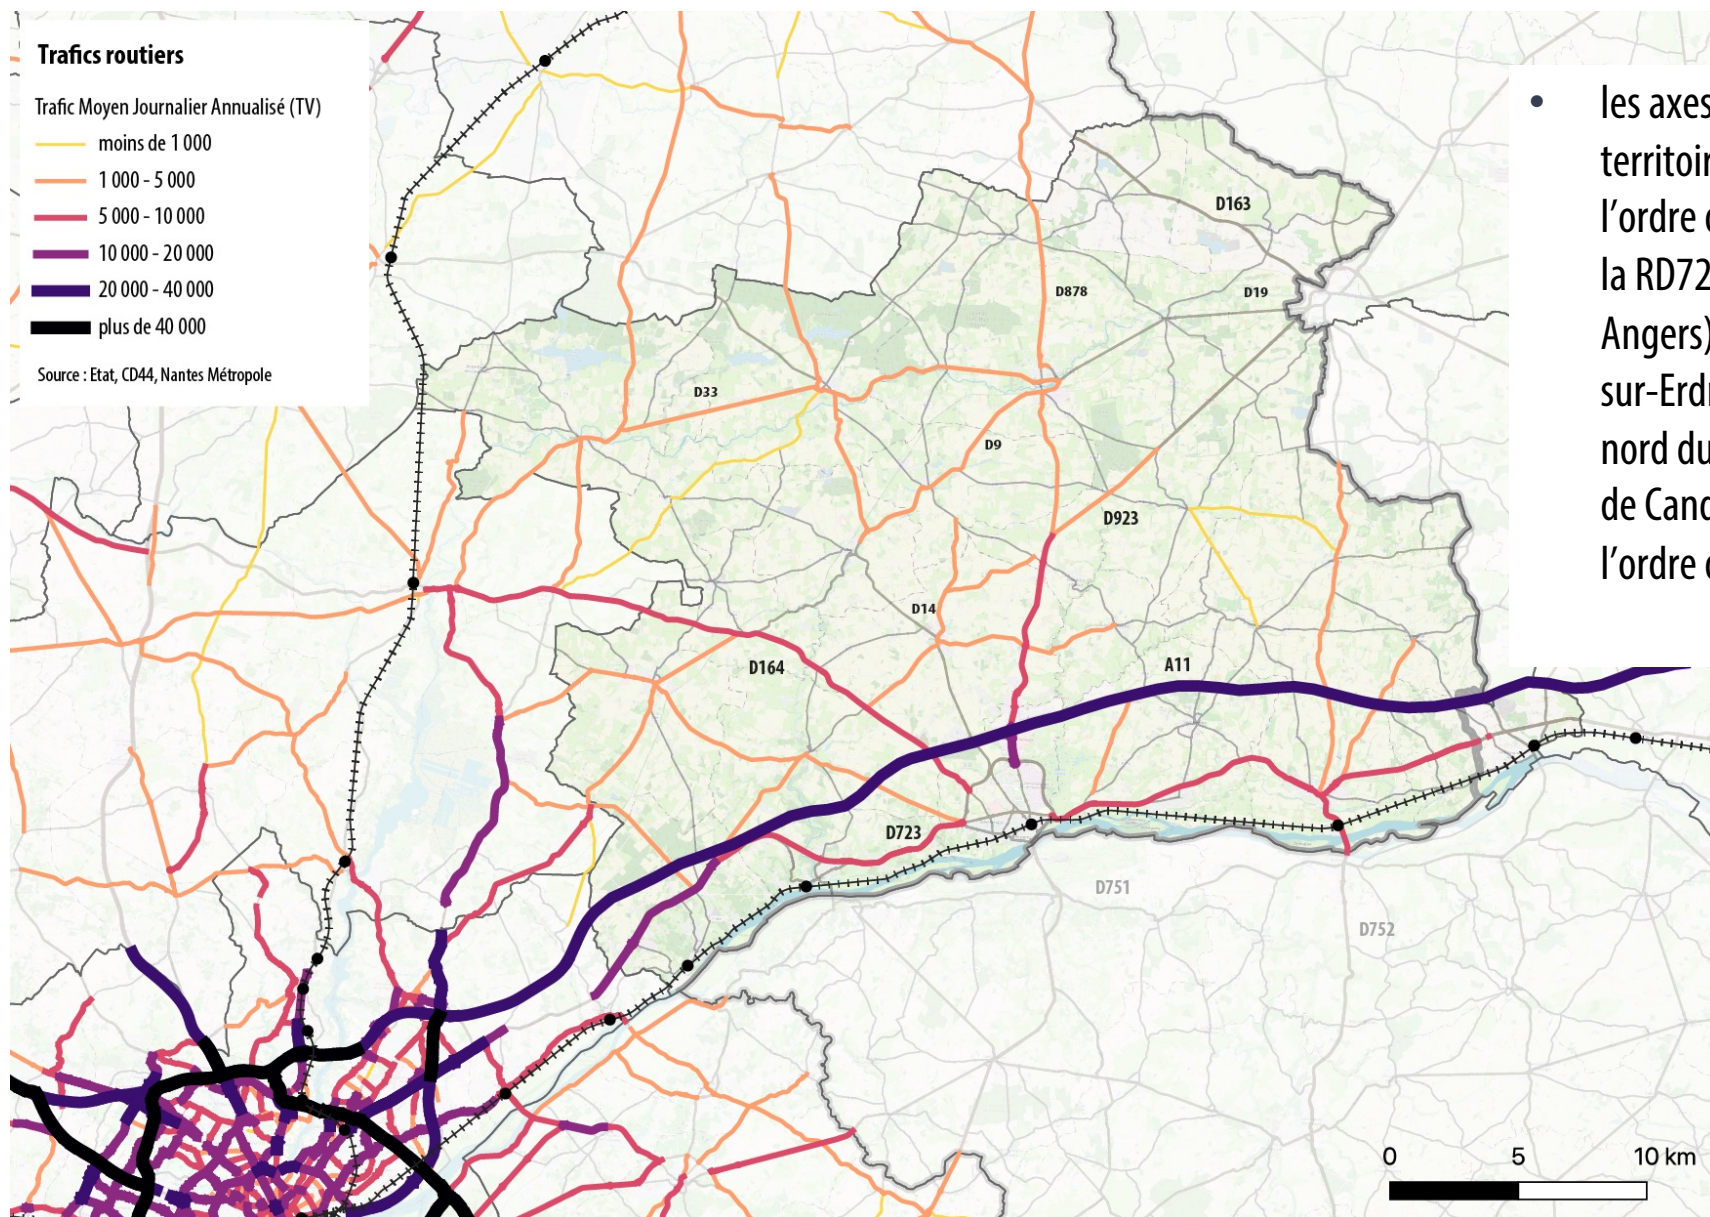 Trafics routiers
Trafic Moyen Journalier Annualisé (TV)
moins de 1 000
1 000 - 5 000
5 000 - 10 000
10 000 - 20 000
20 000 - 40 000
plus de 40 000
Source : Etat, CD44, Nantes Métropole
• les axes
territoir
l’ordre d
la RD72
Angers)
sur-Erdr
nord du
de Cand
l’ordre d
D163
D878
D19
D33
D9
D923
D14
D164
A11
D723
D751
D752
0 5 10 km